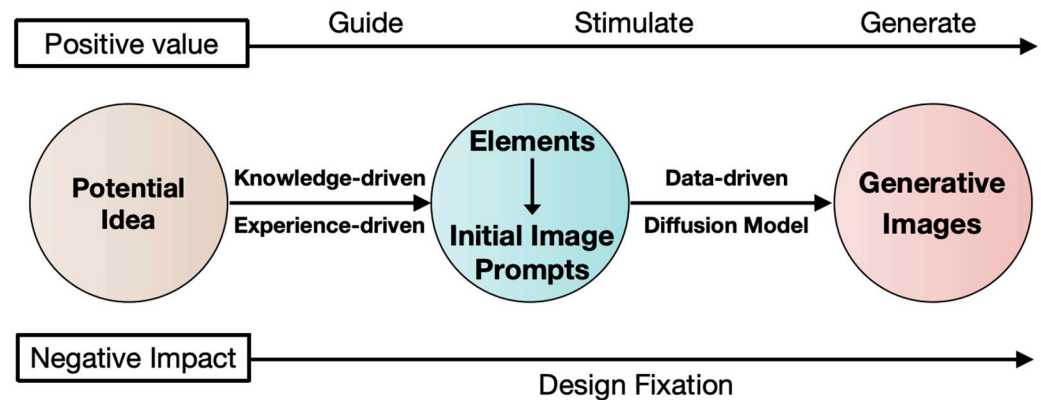 Guide Stimulate Generate
Positive value
Potential
Idea
Knowledge-driven
Experience-driven
Elements
Initial Image
Prompts
Data-driven
Diffusion Model
Generative
Images
Negative Impact
Design Fixation